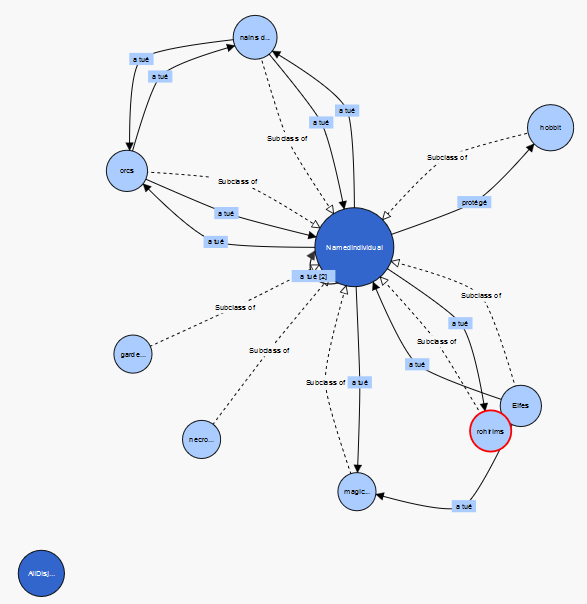 nains d...
a tué
a tué
a tué
a tué
hobbit
Subclass of
Subclass of
orcs
Subclass of
protégé
a tué
a tué
NamedIndividual
a tué [2]
Subclass of
Subclass of
a tué
Subclass of
a tué
garde...
Subclass of
a tué
Subclass of
a tué
Elfes
rohirims
necro...
magic...
a tué
AllDisj...